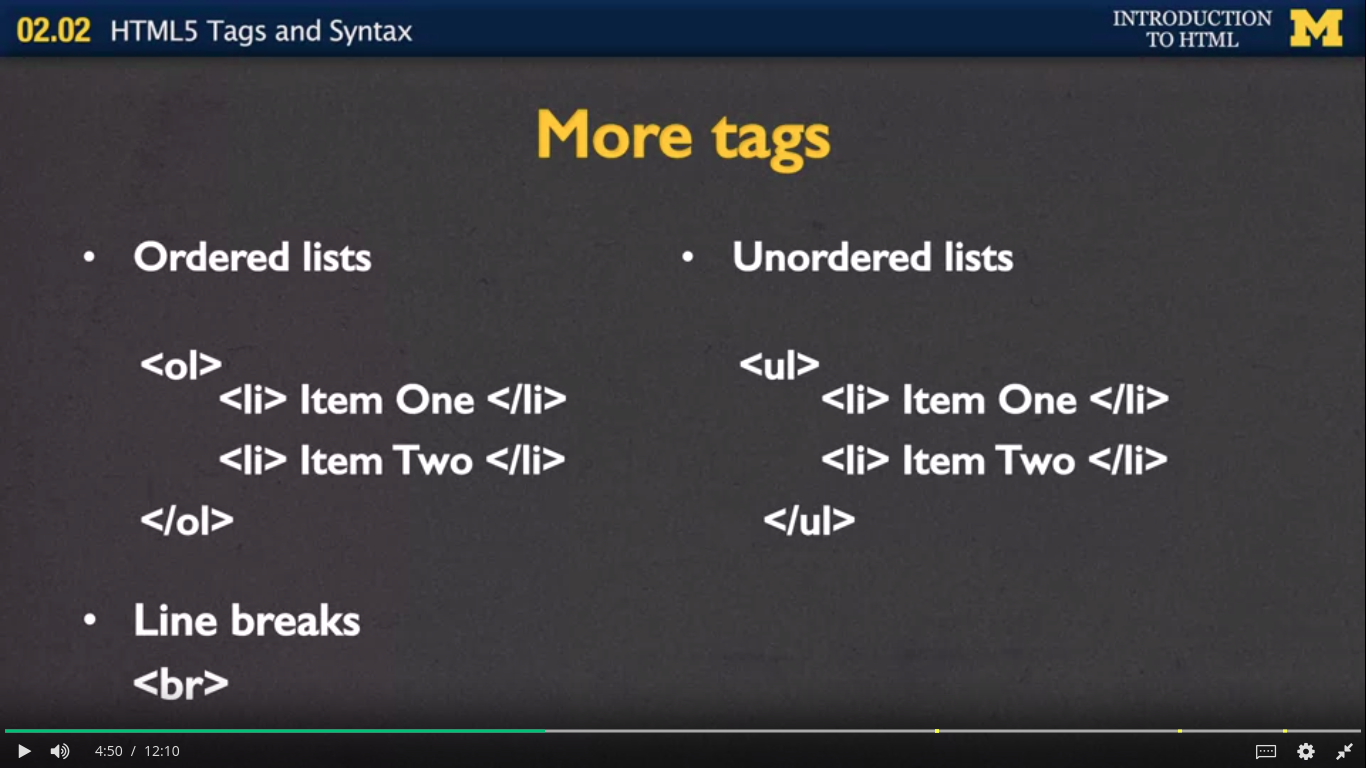 02.02 HTML5 Tags and Syntax
INTRODUCTION
TO HTML
M
More tags
• Ordered lists
<ol>
<li> Item One </li>
<li> Item Two </li>
</ol>
• Unordered lists
<ul>
<li> Item One </li>
<li> Item Two </li>
</ul>
• Line breaks
<br>
4:50 / 12:10